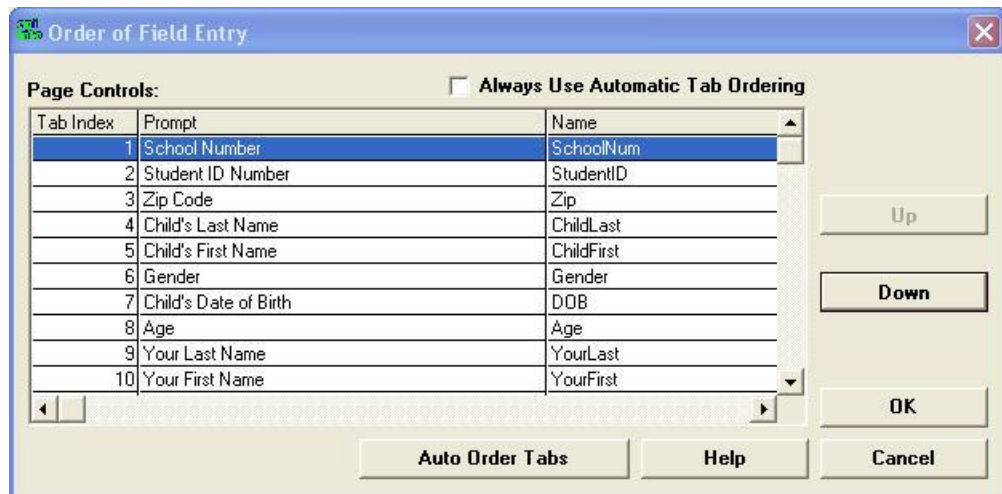 Order of Field Entry
Page Controls:
Always Use Automatic Tab Ordering
Tab Index Prompt Name
1 School Number SchoolNum
2 Student ID Number StudentID
3 Zip Code Zip
4 Child's Last Name ChildLast
5 Child's First Name ChildFirst
6 Gender Gender
7 Child's Date of Birth DOB
8 Age Age
9 Your Last Name YourLast
10 Your First Name YourFirst
Up
Down
OK
Auto Order Tabs Help Cancel